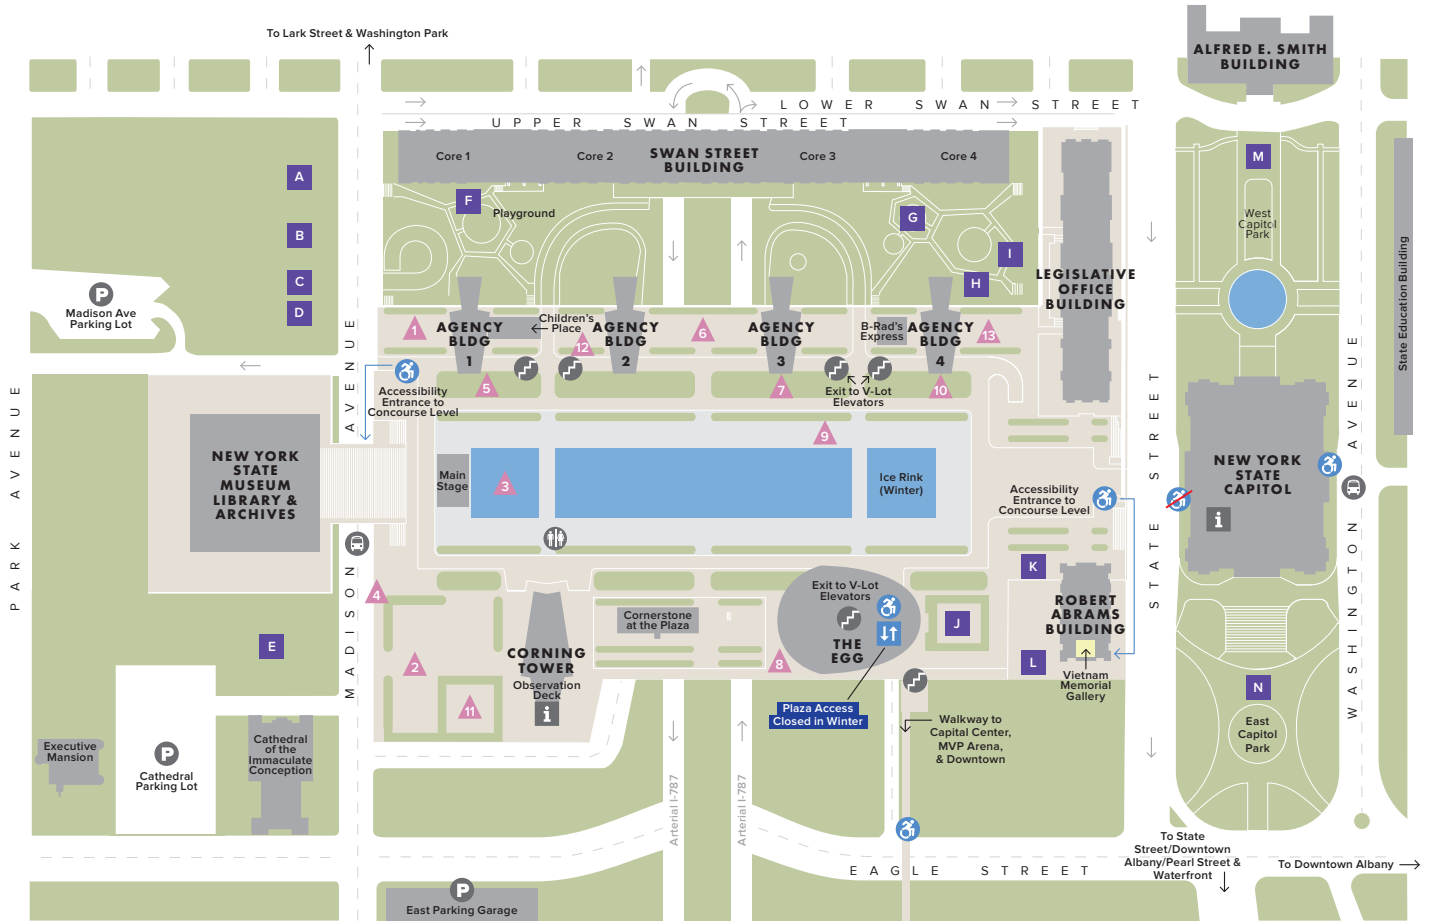 To Lark Street & Washington Park
ALFRED E. SMITH
BUILDING
LOWER SWAN STREET
UPPER SWAN STREET
Core 1
Core 2
SWAN STREET
BUILDING
Core 3
Core 4
A
B
C
D
F
Playground
G
I
H
M
West
Capitol
Park
State Education Building
LEGISLATIVE
OFFICE
BUILDING
P
Madison Ave
Parking Lot
1
AGENCY
BLDG
1
Children's
Place
12
AGENCY
BLDG
2
6
AGENCY
BLDG
3
B-Rad's
Express
AGENCY
BLDG
4
13
5
7
10
Exit to V-Lot
Elevators
Accessibility
Entrance to
Concourse Level
PARK AVENUE
MADISON AVENUE
STATE STREET
STATE STREET
WASHINGTON AVENUE
9
NEW YORK
STATE
MUSEUM
LIBRARY &
ARCHIVES
Main
Stage
3
Ice Rink
(Winter)
Accessibility
Entrance to
Concourse Level
NEW YORK
STATE
CAPITOL
i
K
4
Exit to V-Lot
Elevators
THE
EGG
Cornerstone
at the Plaza
J
ROBERT
ABRAMS
BUILDING
E
2
CORNING
TOWER
Observation
Deck
i
8
L
Vietnam
Memorial
Gallery
N
11
Plaza Access
Closed in Winter
Walkway to
Capital Center,
MVP Arena,
& Downtown
East
Capitol
Park
Executive
Mansion
P
Cathedral
Parking Lot
Cathedral
of the
Immaculate
Conception
Arterial I-787
Arterial I-787
EAGLE STREET
To State
Street/Downtown
Albany/Pearl Street &
Waterfront
To Downtown Albany
P
East Parking Garage